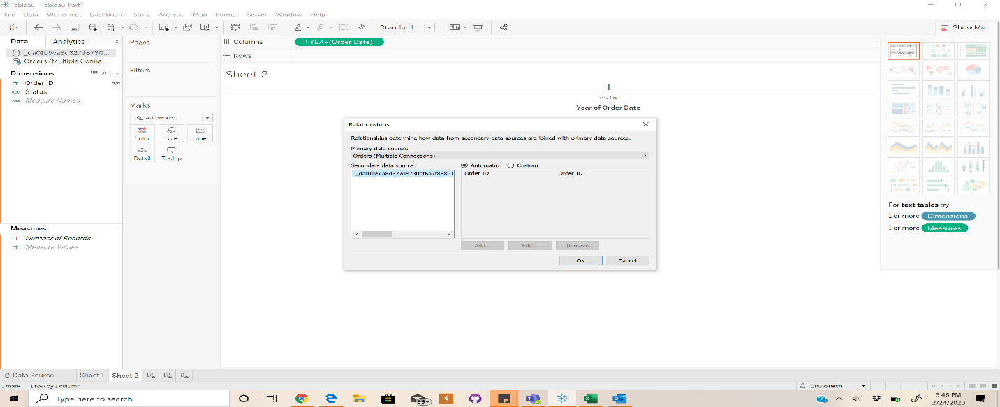 Tableau - Tableau-Part1
File Data Worksheet Dashboard Story Analysis Map Format Server Window Help
Standard
Show Me
Data Analytics
_da01b5ca8d327d8730...
Orders (Multiple Conne...
Dimensions
Order ID
Abc Status
Abc Measure Names
Measures
Number of Records
Measure Values
Pages
Filters
Marks
Automatic
Color Size Label
Detail Tooltip
Columns YEAR(Order Date)
Rows
Sheet 2
2015
Year of Order Date
Relationships
Relationships determine how data from secondary data sources are joined with primary data sources.
Primary data source:
Orders (Multiple Connections)
Secondary data source: Automatic Custom
_da01b5ca8d327d8730df6a7f86891 Order ID Order ID
Add... Edit... Remove
OK Cancel
For text tables try
1 or more Dimensions
1 or more Measures
Data Source Sheet 1 Sheet 2
1 mark 1 row by 1 column
Bhuvanesh
Type here to search
99+
5:46 PM
2/24/2020